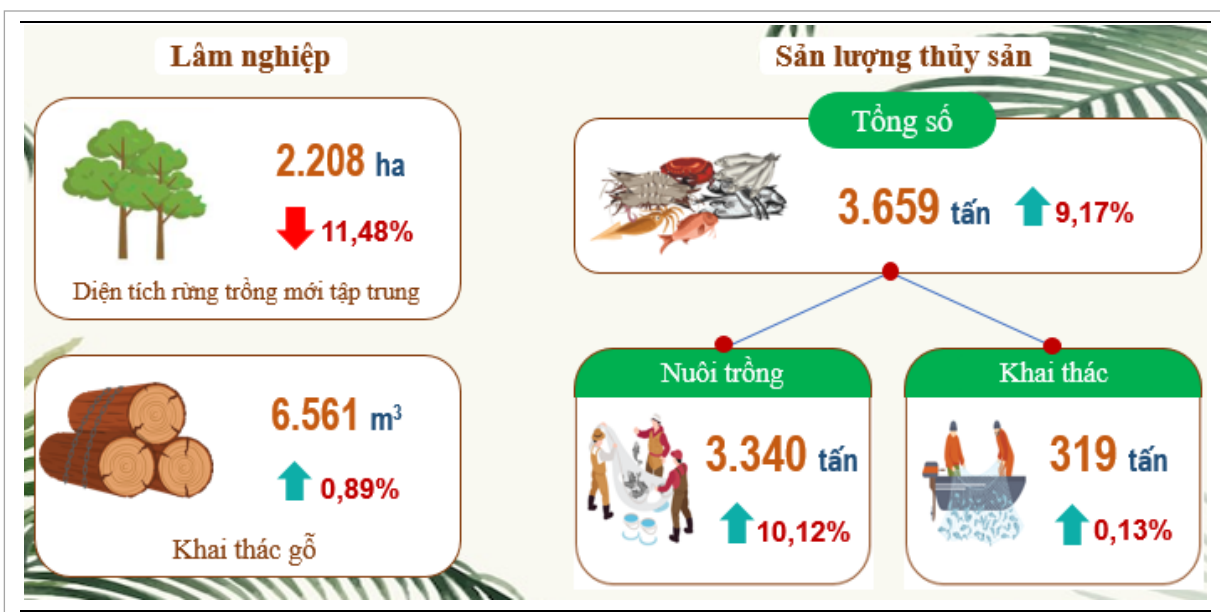 Lâm nghiệp
2.208 ha
11,48%
Diện tích rừng trồng mới tập trung
6.561 m³
0,89%
Khai thác gỗ
Sản lượng thủy sản
Tổng số
3.659 tấn
9,17%
Nuôi trồng
3.340 tấn
10,12%
Khai thác
319 tấn
0,13%